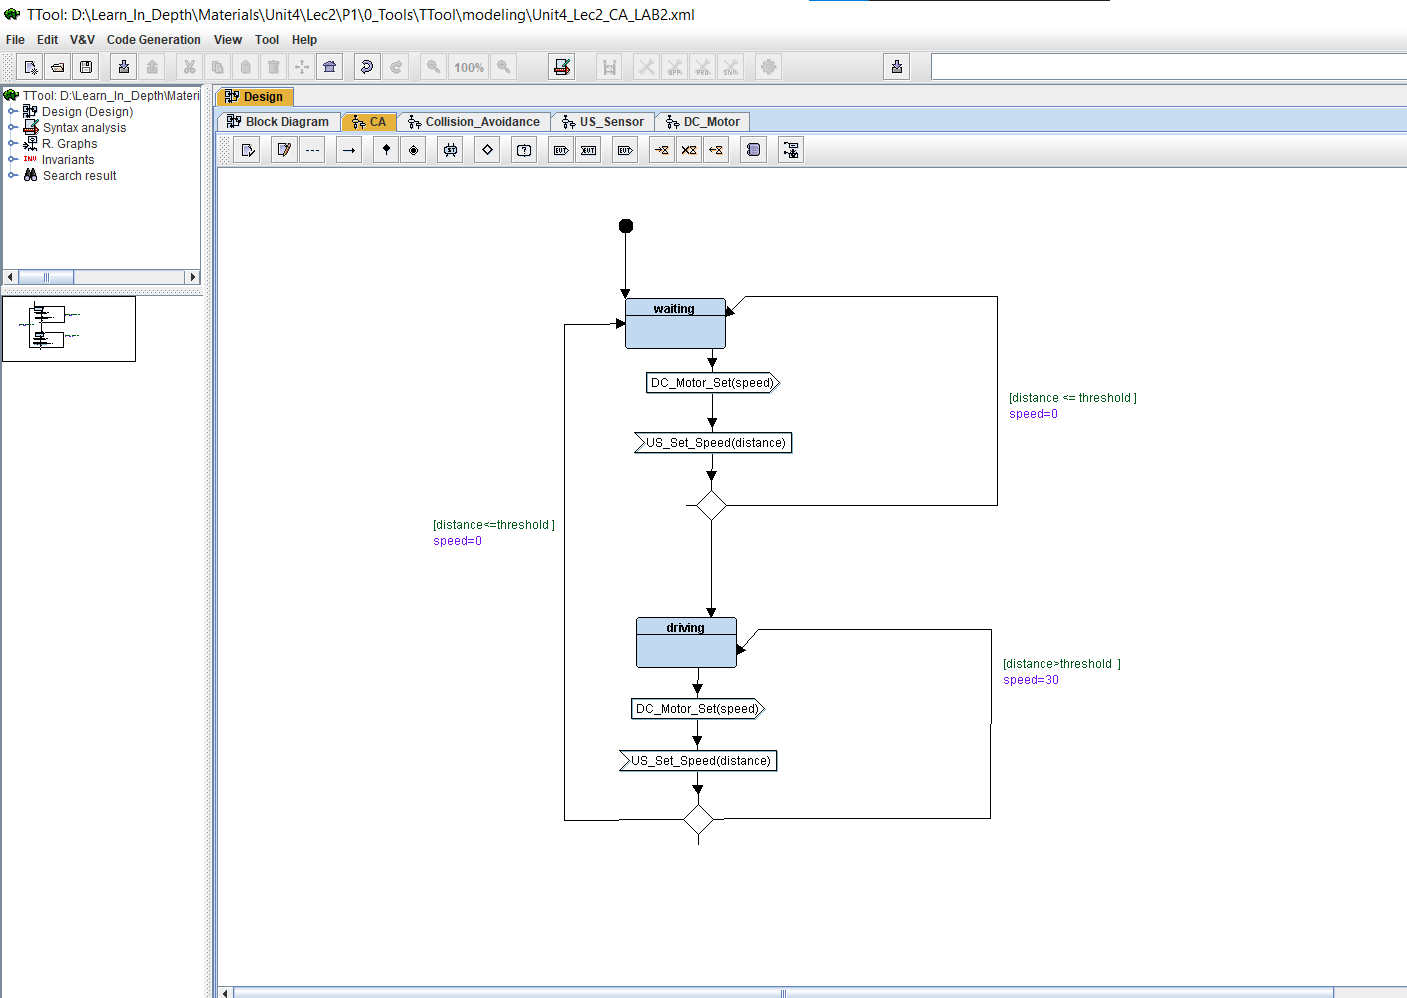 TTool: D:\Learn_In_Depth\Materials\Unit4\Lec2\P1\0_Tools\TTool\modeling\Unit4_Lec2_CA_LAB2.xml
File Edit V&V Code Generation View Tool Help
100%
TTool: D:\Learn_In_Depth\Materi
Design (Design)
Syntax analysis
R. Graphs
INV Invariants
Search result
Design
Block Diagram CA Collision_Avoidance US_Sensor DC_Motor
waiting
DC_Motor_Set(speed)
US_Set_Speed(distance)
[distance <= threshold ]
speed=0
[distance<=threshold ]
speed=0
driving
DC_Motor_Set(speed)
US_Set_Speed(distance)
[distance>threshold ]
speed=30